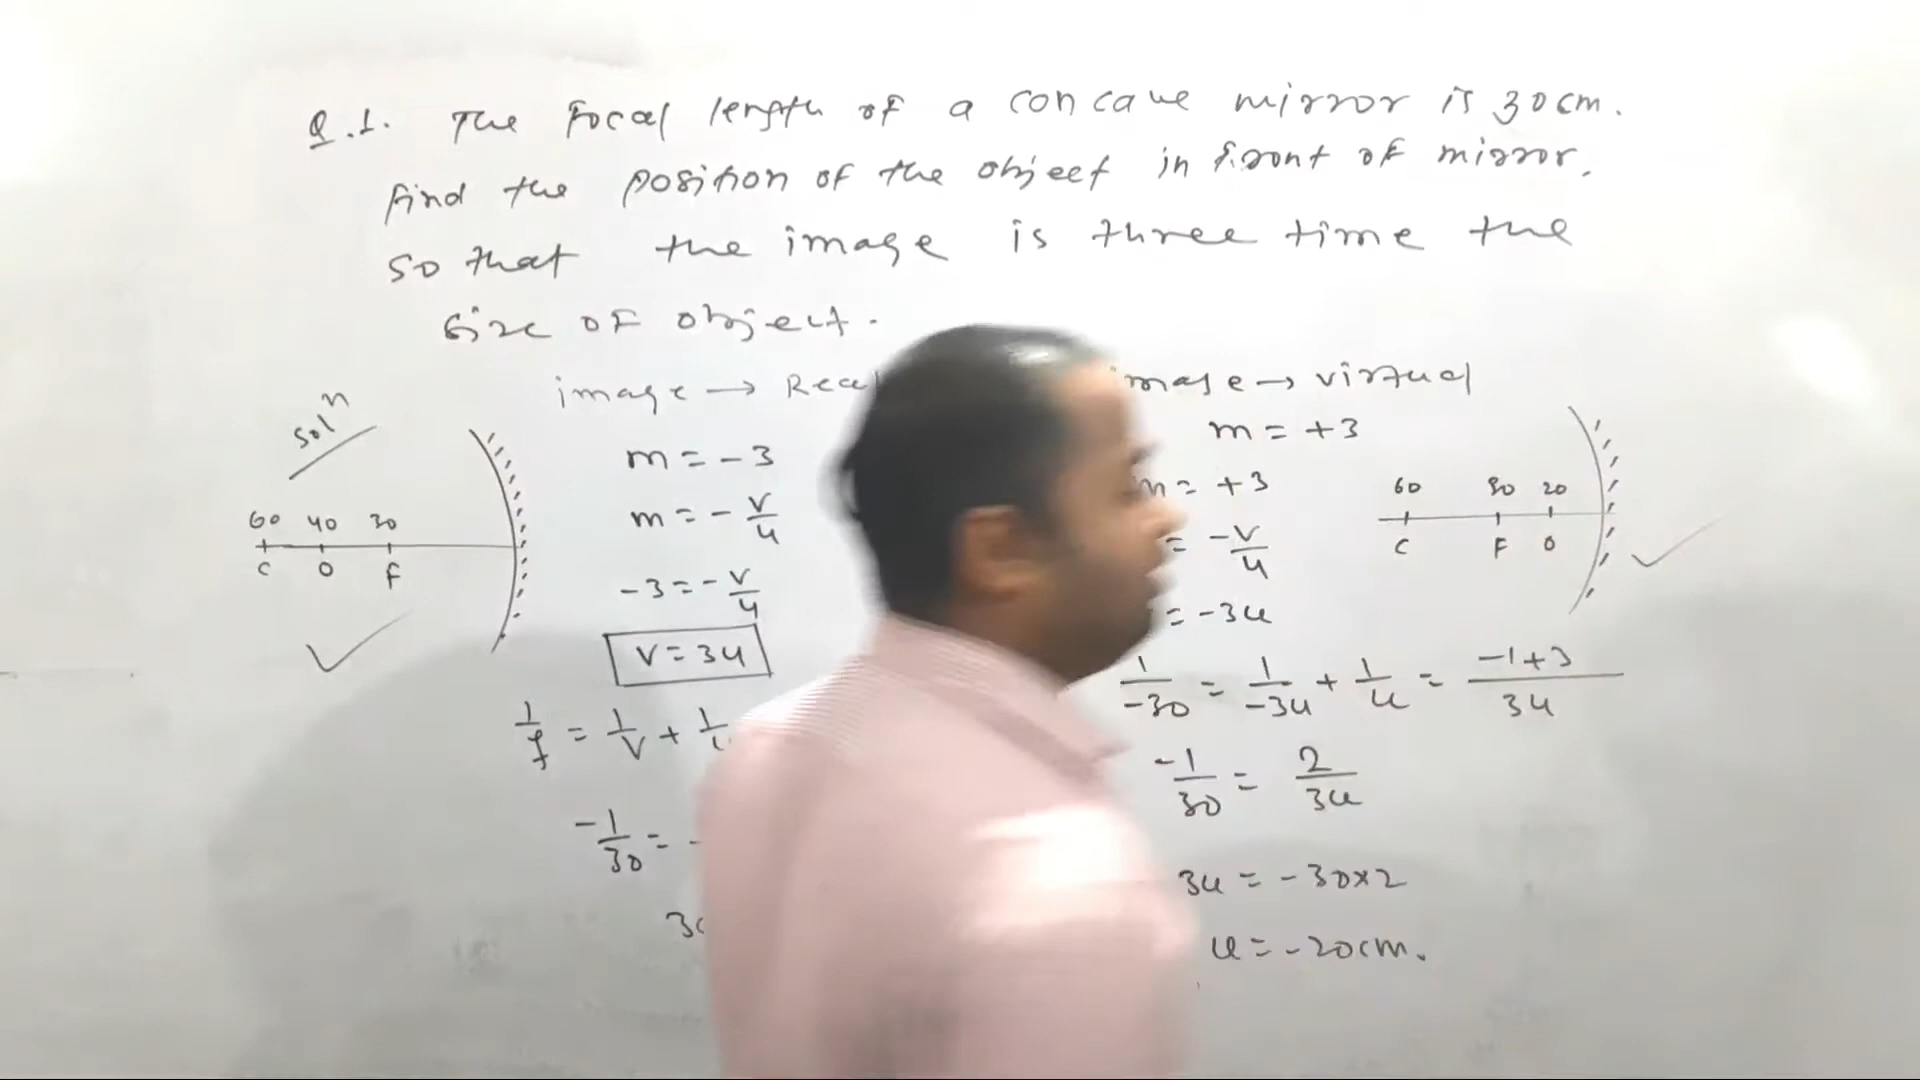 Q.1. The focal length of a concave mirror is 30cm.
find the position of the object in front of mirror.
so that the image is three time the
size of object.
Solⁿ
60 40 30
C O F
image → Real
m = -3
m = -v/u
-3 = -v/u
v = 3u
1/f = 1/v + 1/
-1/30 = -
3
image → virtual
m = +3
m = +3
= -v/u
= -3u
1/-30 = 1/-3u + 1/u = -1+3/3u
-1/30 = 2/3u
3u = -30×2
u = -20cm.
60 30 20
C F O